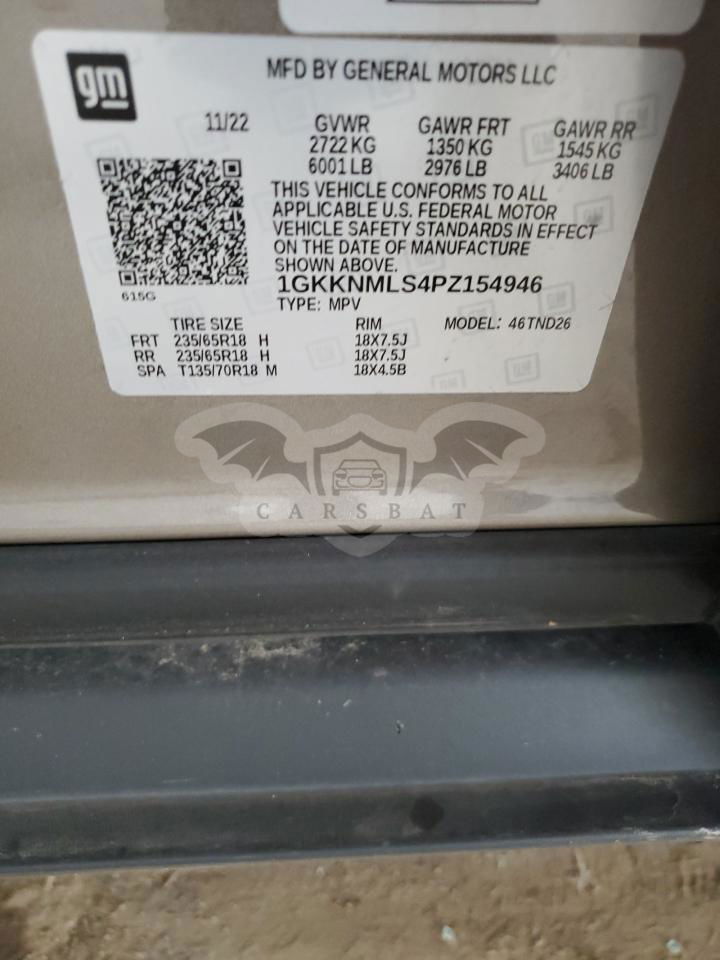 gm
MFD BY GENERAL MOTORS LLC
11/22 GVWR GAWR FRT GAWR RR
2722 KG 1350 KG 1545 KG
6001 LB 2976 LB 3406 LB
THIS VEHICLE CONFORMS TO ALL
APPLICABLE U.S. FEDERAL MOTOR
VEHICLE SAFETY STANDARDS IN EFFECT
ON THE DATE OF MANUFACTURE
SHOWN ABOVE.
615G
1GKKNMLS4PZ154946
TYPE: MPV
TIRE SIZE RIM MODEL: 46TND26
FRT 235/65R18 H 18X7.5J
RR 235/65R18 H 18X7.5J
SPA T135/70R18 M 18X4.5B
CARSBAT